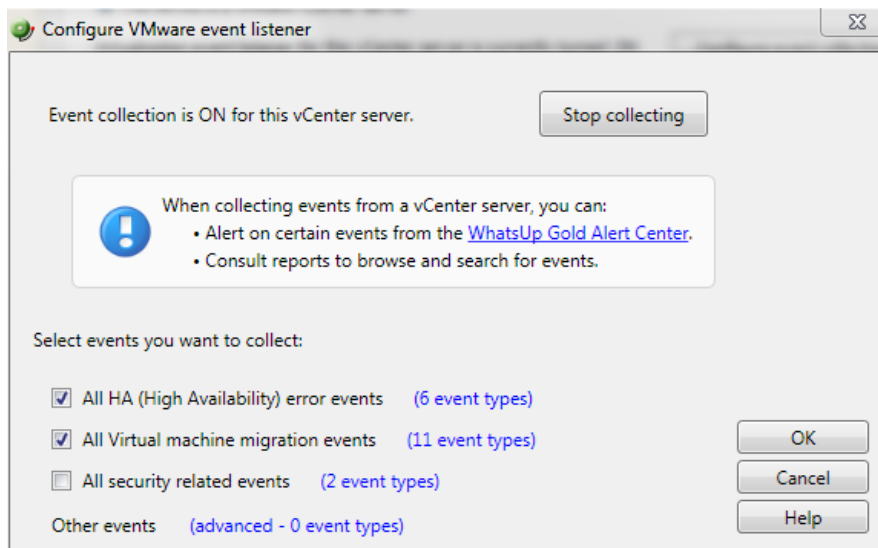 Configure VMware event listener
Event collection is ON for this vCenter server.
Stop collecting
When collecting events from a vCenter server, you can:
• Alert on certain events from the WhatsUp Gold Alert Center.
• Consult reports to browse and search for events.
Select events you want to collect:
All HA (High Availability) error events (6 event types)
All Virtual machine migration events (11 event types)
OK
All security related events (2 event types)
Cancel
Other events (advanced - 0 event types)
Help